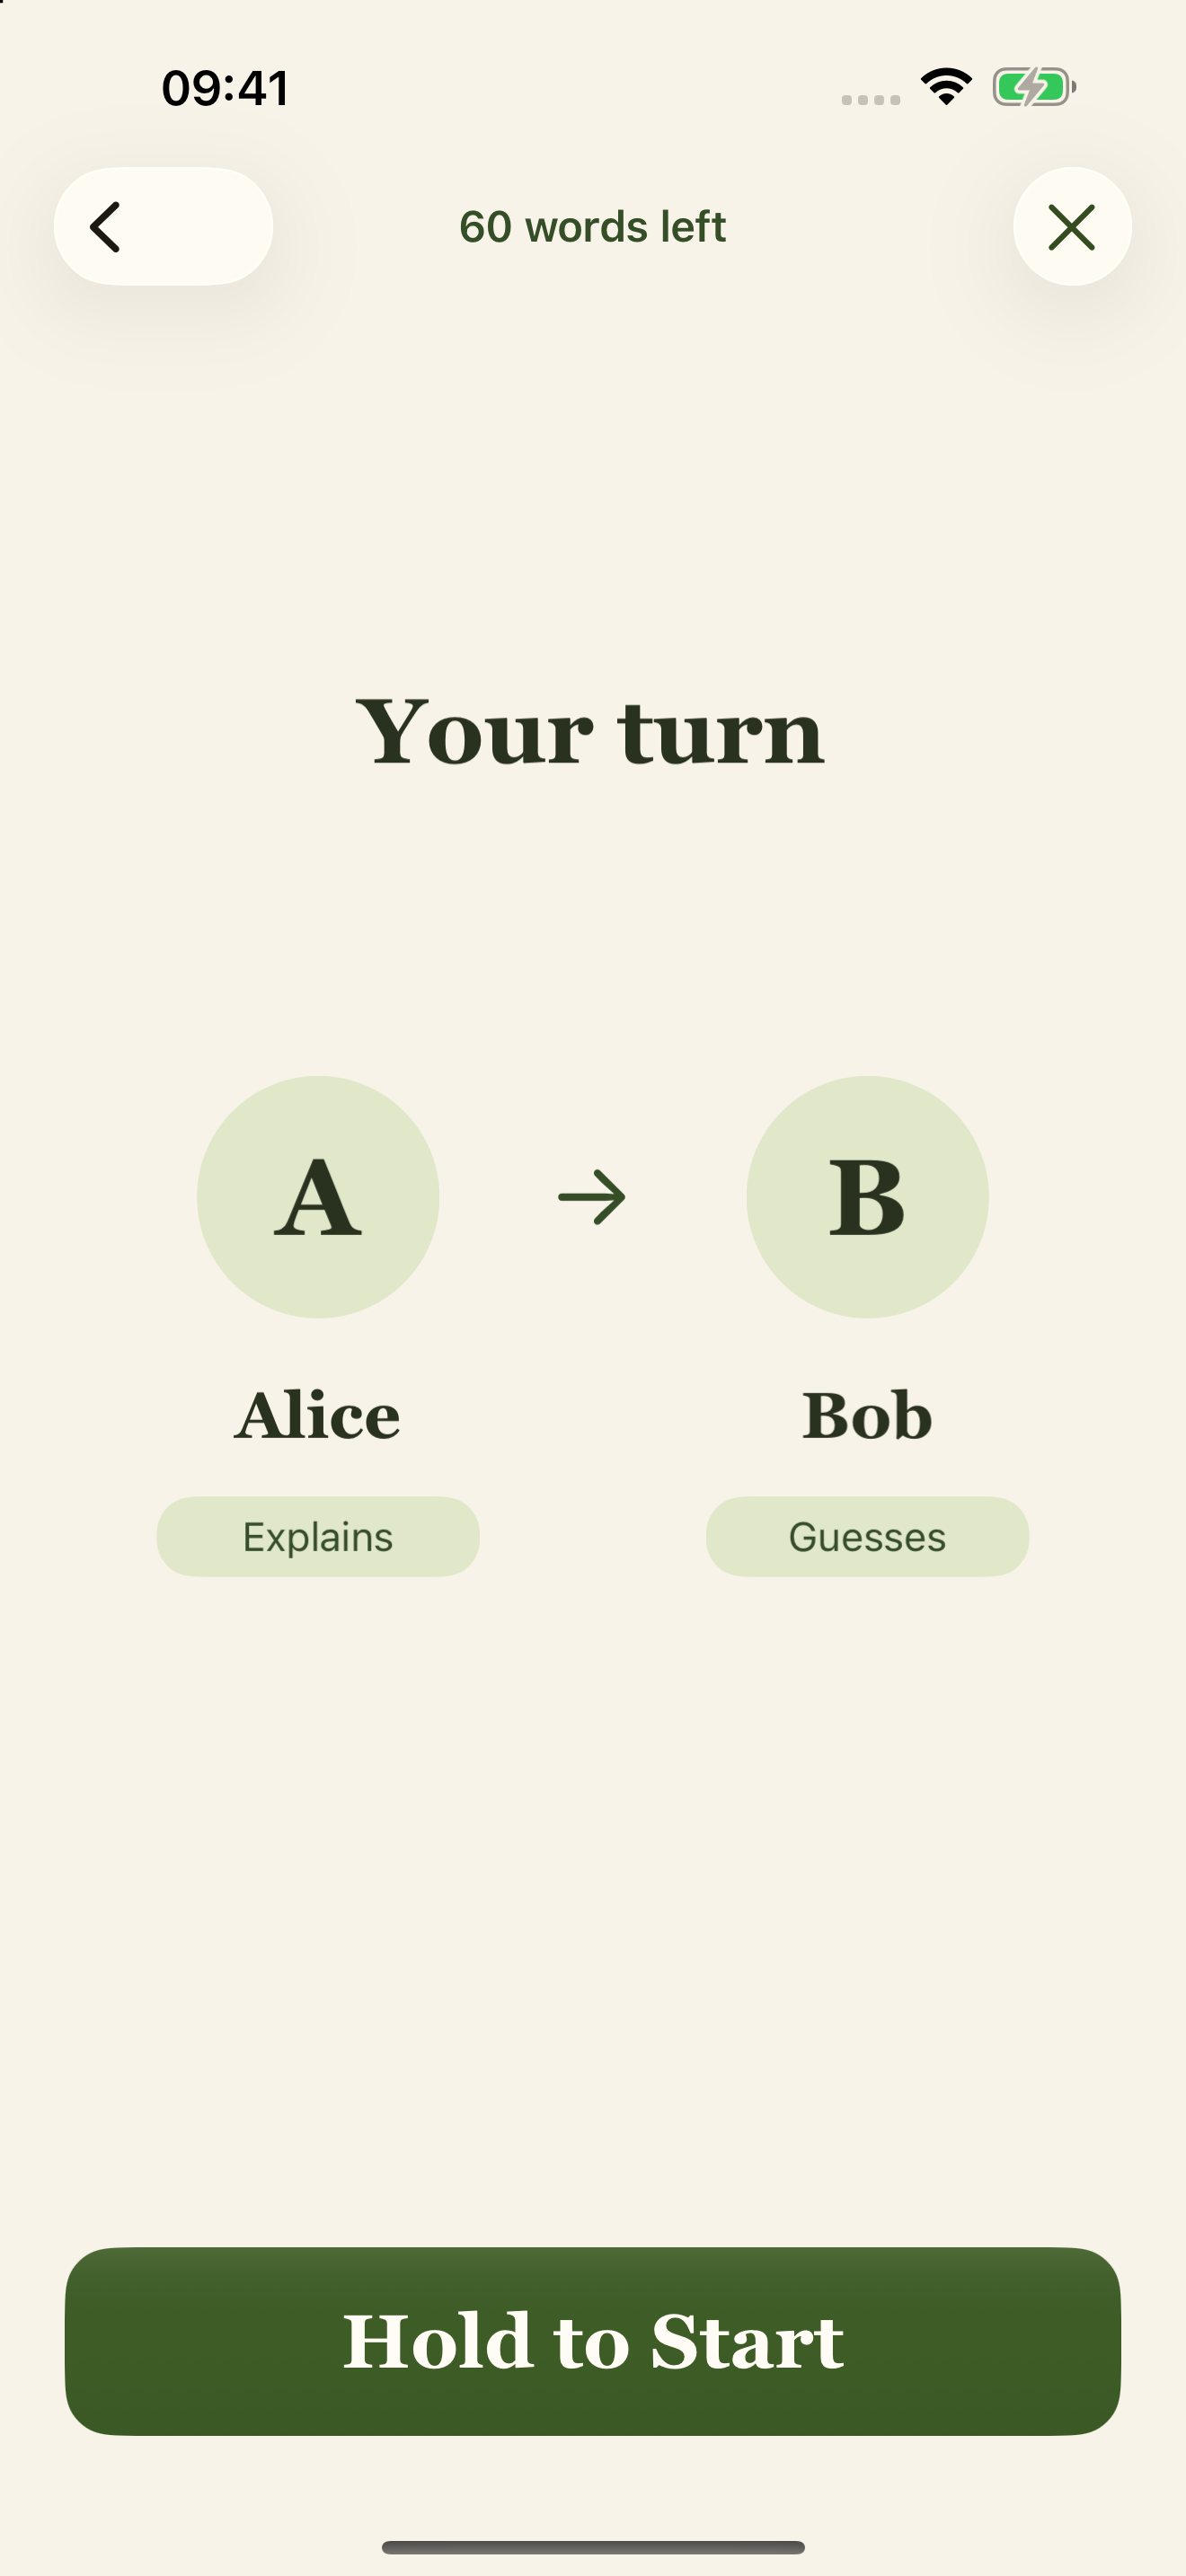 09:41
60 words left
Your turn
A
B
Alice
Bob
Explains
Guesses
Hold to Start